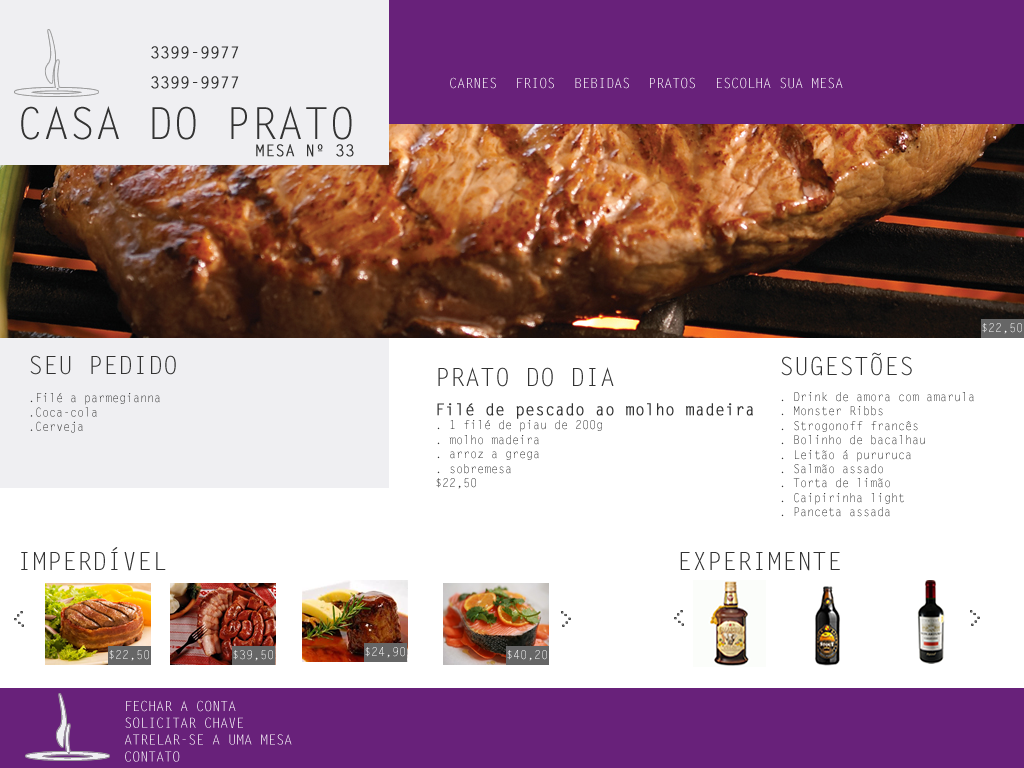 3399-9977
3399-9977
CASA DO PRATO
MESA Nº 33
CARNES FRIOS BEBIDAS PRATOS ESCOLHA SUA MESA
$22,50
SEU PEDIDO
.Filé a parmegianna
.Coca-cola
.Cerveja
PRATO DO DIA
Filé de pescado ao molho madeira
. 1 filé de piau de 200g
. molho madeira
. arroz a grega
. sobremesa
$22,50
SUGESTÕES
. Drink de amora com amarula
. Monster Ribbs
. Strogonoff francês
. Bolinho de bacalhau
. Leitão á pururuca
. Salmão assado
. Torta de limão
. Caipirinha light
. Panceta assada
IMPERDÍVEL
$22,50
$39,50
$24,90
$40,20
EXPERIMENTE
FECHAR A CONTA
SOLICITAR CHAVE
ATRELAR-SE A UMA MESA
CONTATO